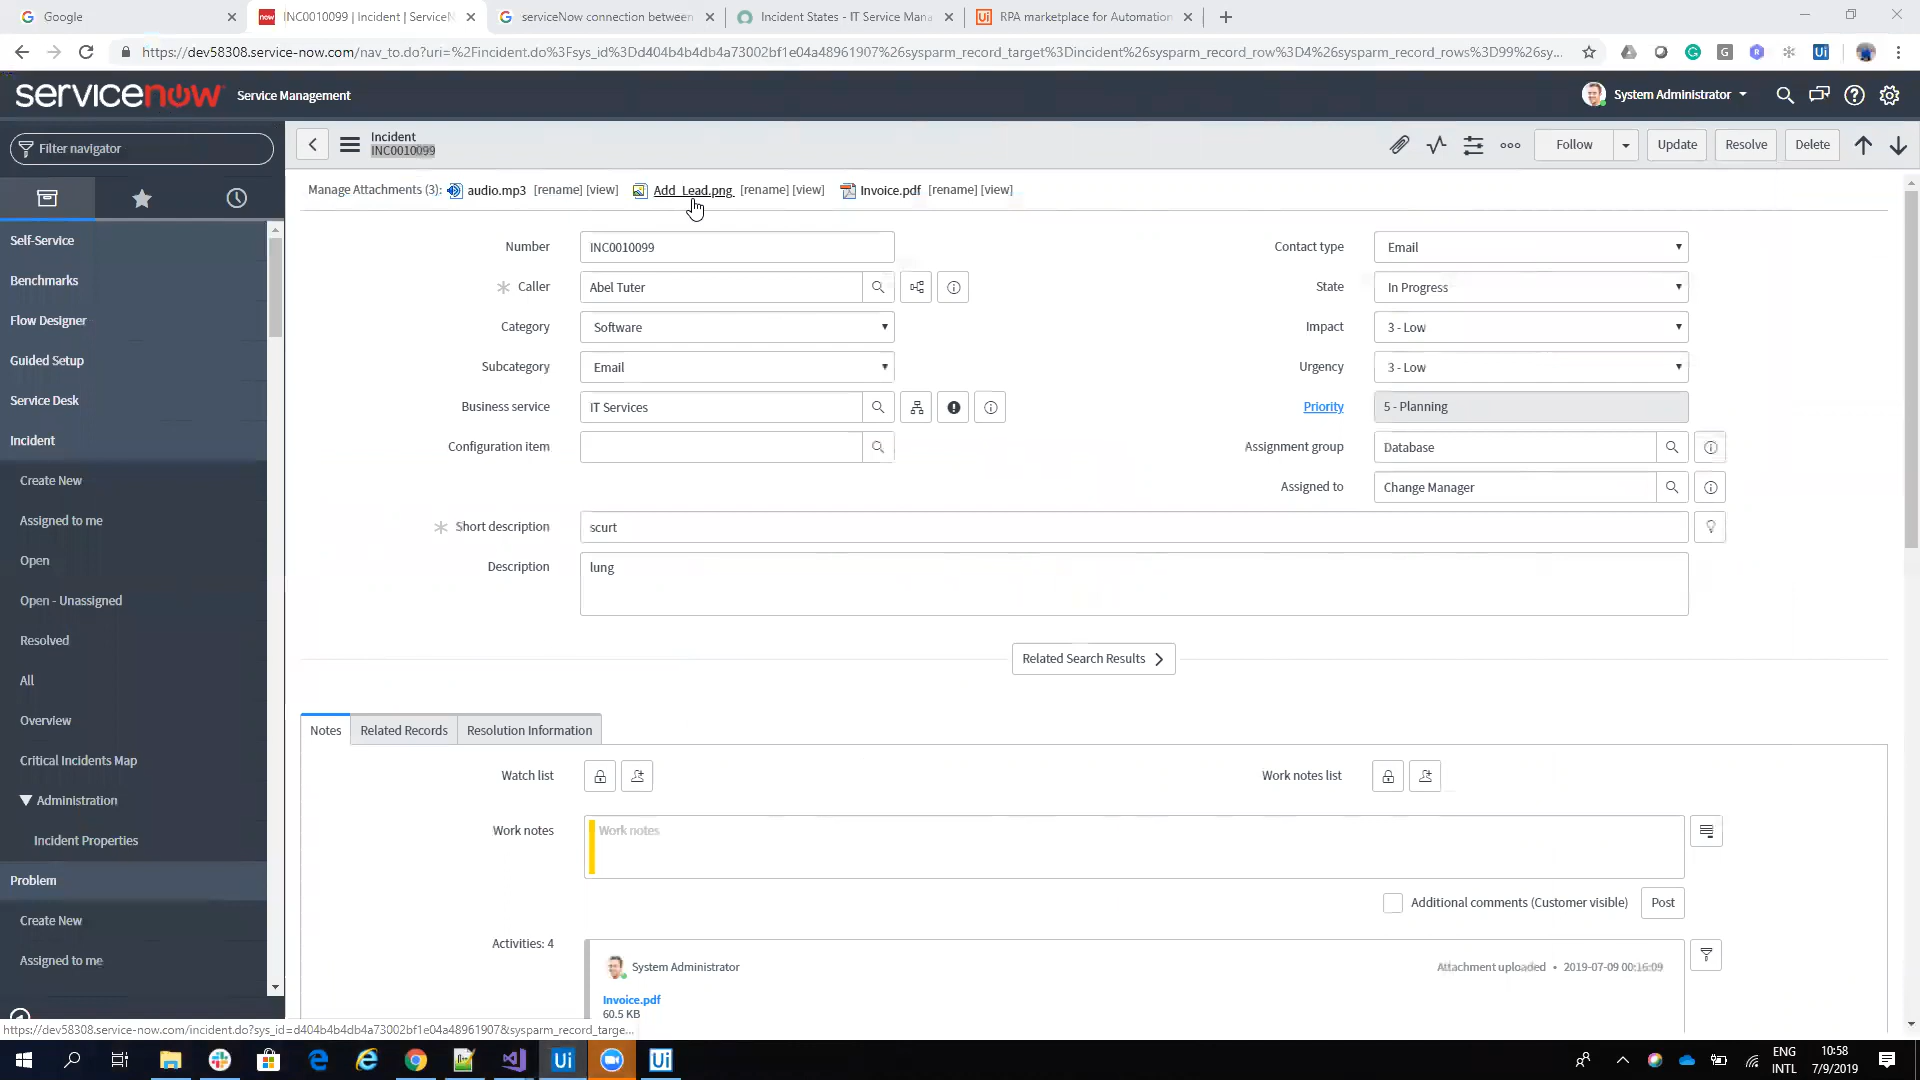 Google
now INC0010099 | Incident | ServiceN
serviceNow connection between
Incident States - IT Service Mana
Ui RPA marketplace for Automation
https://dev58308.service-now.com/nav_to.do?uri=%2Fincident.do%3Fsys_id%3Dd404b4b4db4a73002bf1e04a48961907%26sysparm_record_target%3Dincident%26sysparm_record_row%3D4%26sysparm_record_rows%3D99%26sy...
servicenow Service Management
System Administrator
Filter navigator
Incident
INC0010099
Follow
Update
Resolve
Delete
Manage Attachments (3): audio.mp3 [rename] [view] Add_Lead.png [rename] [view] Invoice.pdf [rename] [view]
Self-Service
Benchmarks
Flow Designer
Guided Setup
Service Desk
Incident
Create New
Assigned to me
Open
Open - Unassigned
Resolved
All
Overview
Critical Incidents Map
Administration
Incident Properties
Problem
Create New
Assigned to me
Number INC0010099
Caller Abel Tuter
Category Software
Subcategory Email
Business service IT Services
Configuration item
Contact type Email
State In Progress
Impact 3 - Low
Urgency 3 - Low
Priority 5 - Planning
Assignment group Database
Assigned to Change Manager
Short description scurt
Description lung
Related Search Results
Notes
Related Records
Resolution Information
Watch list
Work notes list
Work notes Work notes
Additional comments (Customer visible)
Post
Activities: 4
System Administrator
Attachment uploaded • 2019-07-09 00:16:09
Invoice.pdf
60.5 KB
https://dev58308.service-now.com/incident.do?sys_id=d404b4b4db4a73002bf1e04a48961907&sysparm_record_targe...
Ui
Ui
ENG
INTL
10:58
7/9/2019